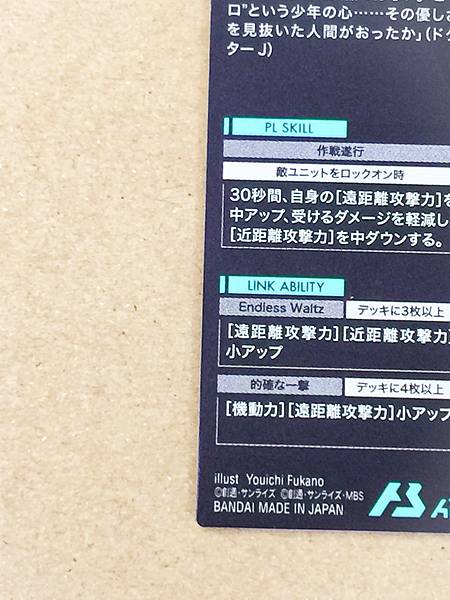 ロ"という少年の心……その優しさ
を見抜いた人間がおったか」(ドク
ターJ)
PL SKILL
作戦遂行
敵ユニットをロックオン時
30秒間、自身の[遠距離攻撃力]を
中アップ、受けるダメージを軽減し
[近距離攻撃力]を中ダウンする。
LINK ABILITY
Endless Waltz デッキに3枚以上
[遠距離攻撃力][近距離攻撃力]
小アップ
的確な一撃 デッキに4枚以上
[機動力][遠距離攻撃力]小アップ
illust Youichi Fukano
©創通・サンライズ ©創通・サンライズ・MBS
BANDAI MADE IN JAPAN